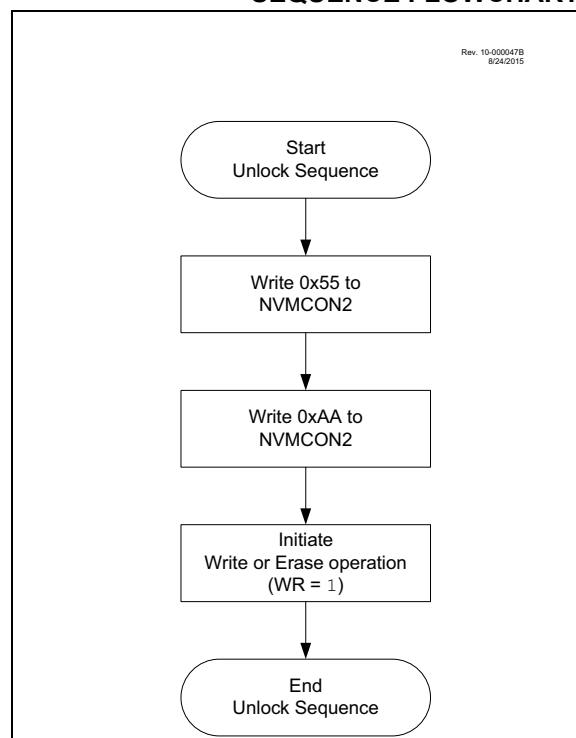 SEQUENCE FLOWCHART
Rev. 10-000047B
8/24/2015
Start
Unlock Sequence
Write 0x55 to
NVMCON2
Write 0xAA to
NVMCON2
Initiate
Write or Erase operation
(WR = 1)
End
Unlock Sequence